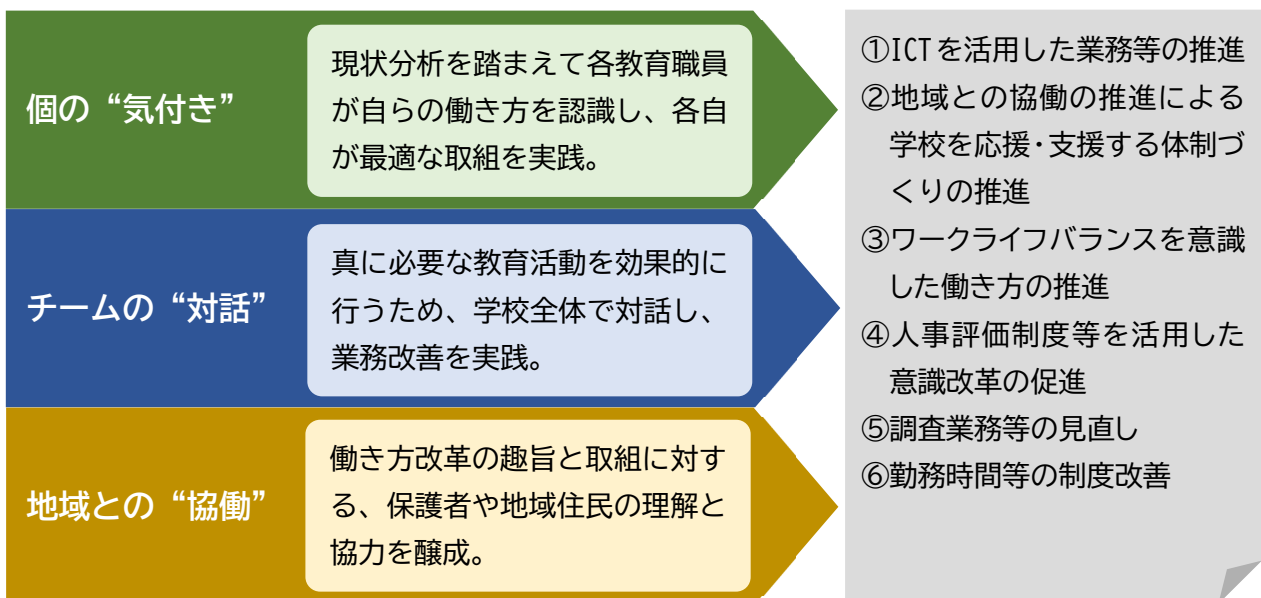 個の“気付き”
現状分析を踏まえて各教育職員
が自らの働き方を認識し、各自
が最適な取組を実践。
チームの“対話”
真に必要な教育活動を効果的に
行うため、学校全体で対話し、
業務改善を実践。
地域との“協働”
働き方改革の趣旨と取組に対す
る、保護者や地域住民の理解と
協力を醸成。
①ICTを活用した業務等の推進
②地域との協働の推進による
学校を応援・支援する体制づ
くりの推進
③ワークライフバランスを意識
した働き方の推進
④人事評価制度等を活用した
意識改革の促進
⑤調査業務等の見直し
⑥勤務時間等の制度改善